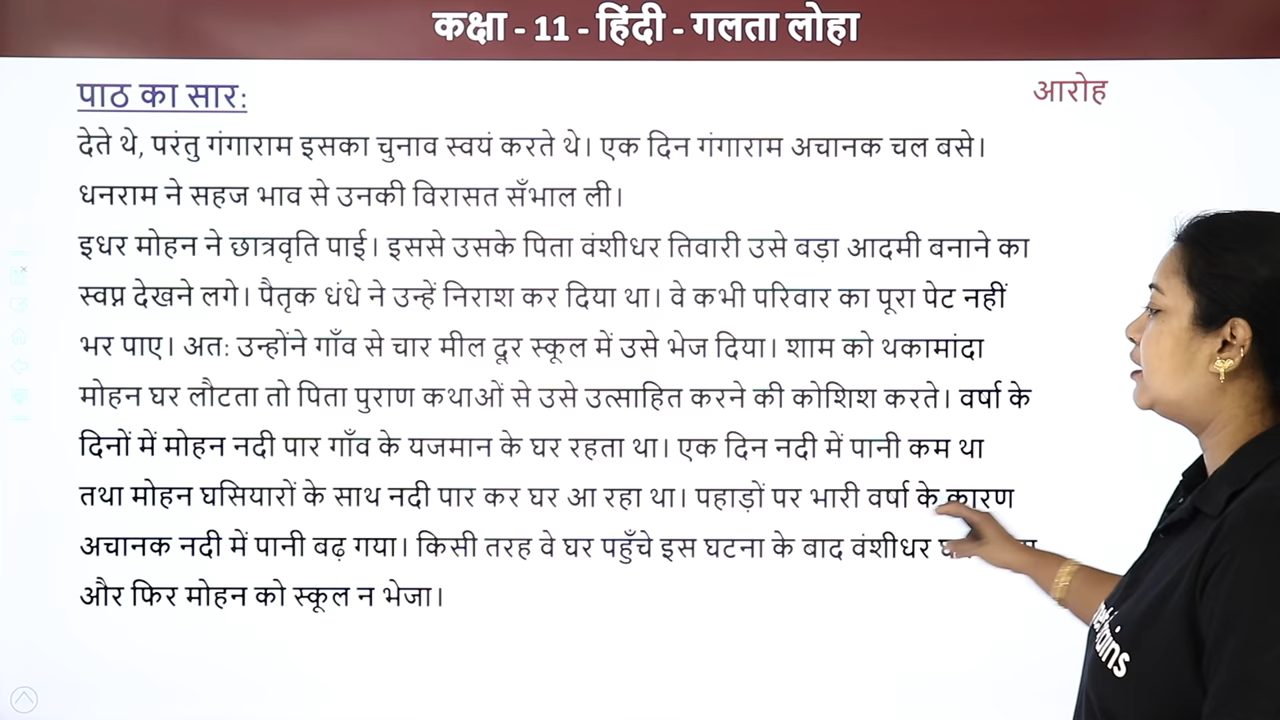 कक्षा - 11 - हिंदी - गलता लोहा
पाठ का सार:
आरोह
देते थे, परंतु गंगाराम इसका चुनाव स्वयं करते थे। एक दिन गंगाराम अचानक चल बसे।
धनराम ने सहज भाव से उनकी विरासत सँभाल ली।
इधर मोहन ने छात्रवृति पाई। इससे उसके पिता वंशीधर तिवारी उसे बड़ा आदमी बनाने का
स्वप्न देखने लगे। पैतृक धंधे ने उन्हें निराश कर दिया था। वे कभी परिवार का पूरा पेट नहीं
भर पाए। अत: उन्होंने गाँव से चार मील दूर स्कूल में उसे भेज दिया। शाम को थकामांदा
मोहन घर लौटता तो पिता पुराण कथाओं से उसे उत्साहित करने की कोशिश करते। वर्षा के
दिनों में मोहन नदी पार गाँव के यजमान के घर रहता था। एक दिन नदी में पानी कम था
तथा मोहन घसियारों के साथ नदी पार कर घर आ रहा था। पहाड़ों पर भारी वर्षा के कारण
अचानक नदी में पानी बढ़ गया। किसी तरह वे घर पहुँचे इस घटना के बाद वंशीधर
और फिर मोहन को स्कूल न भेजा।